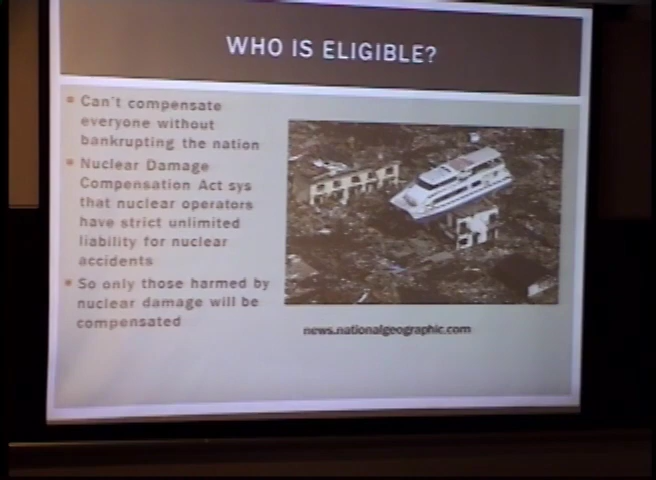 WHO IS ELIGIBLE?
Can't compensate
everyone without
bankrupting the nation
Nuclear Damage
Compensation Act sys
that nuclear operators
have strict unlimited
liability for nuclear
accidents
So only those harmed by
nuclear damage will be
compensated
news.nationalgeographic.com